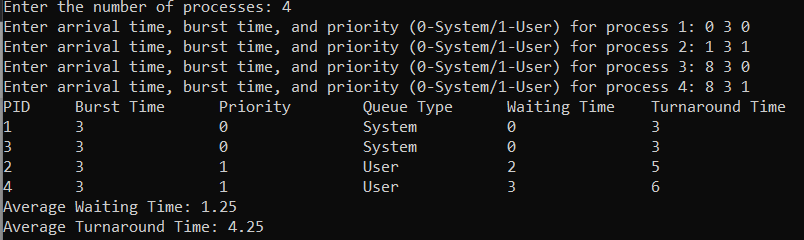 Enter the number of processes: 4
Enter arrival time, burst time, and priority (0-System/1-User) for process 1: 0 3 0
Enter arrival time, burst time, and priority (0-System/1-User) for process 2: 1 3 1
Enter arrival time, burst time, and priority (0-System/1-User) for process 3: 8 3 0
Enter arrival time, burst time, and priority (0-System/1-User) for process 4: 8 3 1
PID Burst Time Priority Queue Type Waiting Time Turnaround Time
1 3 0 System 0 3
3 3 0 System 0 3
2 3 1 User 2 5
4 3 1 User 3 6
Average Waiting Time: 1.25
Average Turnaround Time: 4.25